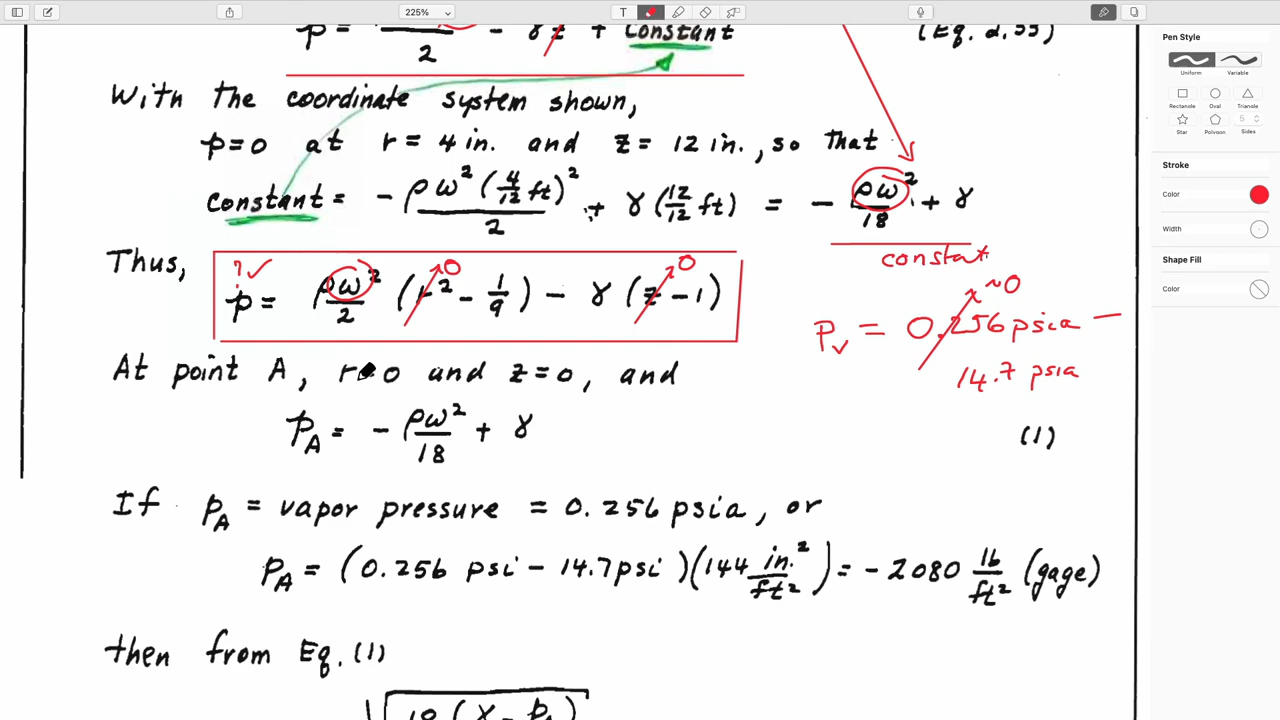 225%
T
p = 2 - γz + Constant (Eq. 2.33)
With the coordinate system shown,
p=0 at r = 4 in. and z = 12 in., so that
Constant = - ρω² (4/12 ft)² / 2 + γ (12/12 ft) = - ρω²/18 + γ
constat
Thus,
? ✓
p = ρω²/2 (r² - 1/9) - γ (z - 1)
0 0
~0
Pv = 0.256 psia —
14.7 psia
At point A, r=0 and z=0, and
pA = - ρω²/18 + γ (1)
If pA = vapor pressure = 0.256 psia, or
pA = (0.256 psi - 14.7 psi)(144 in.²/ft²) = -2080 lb/ft² (gage)
then from Eq. (1)
Pen Style
Uniform Variable
Rectangle Oval Triangle
5
Star Polygon Sides
Stroke
Color
Width
Shape Fill
Color